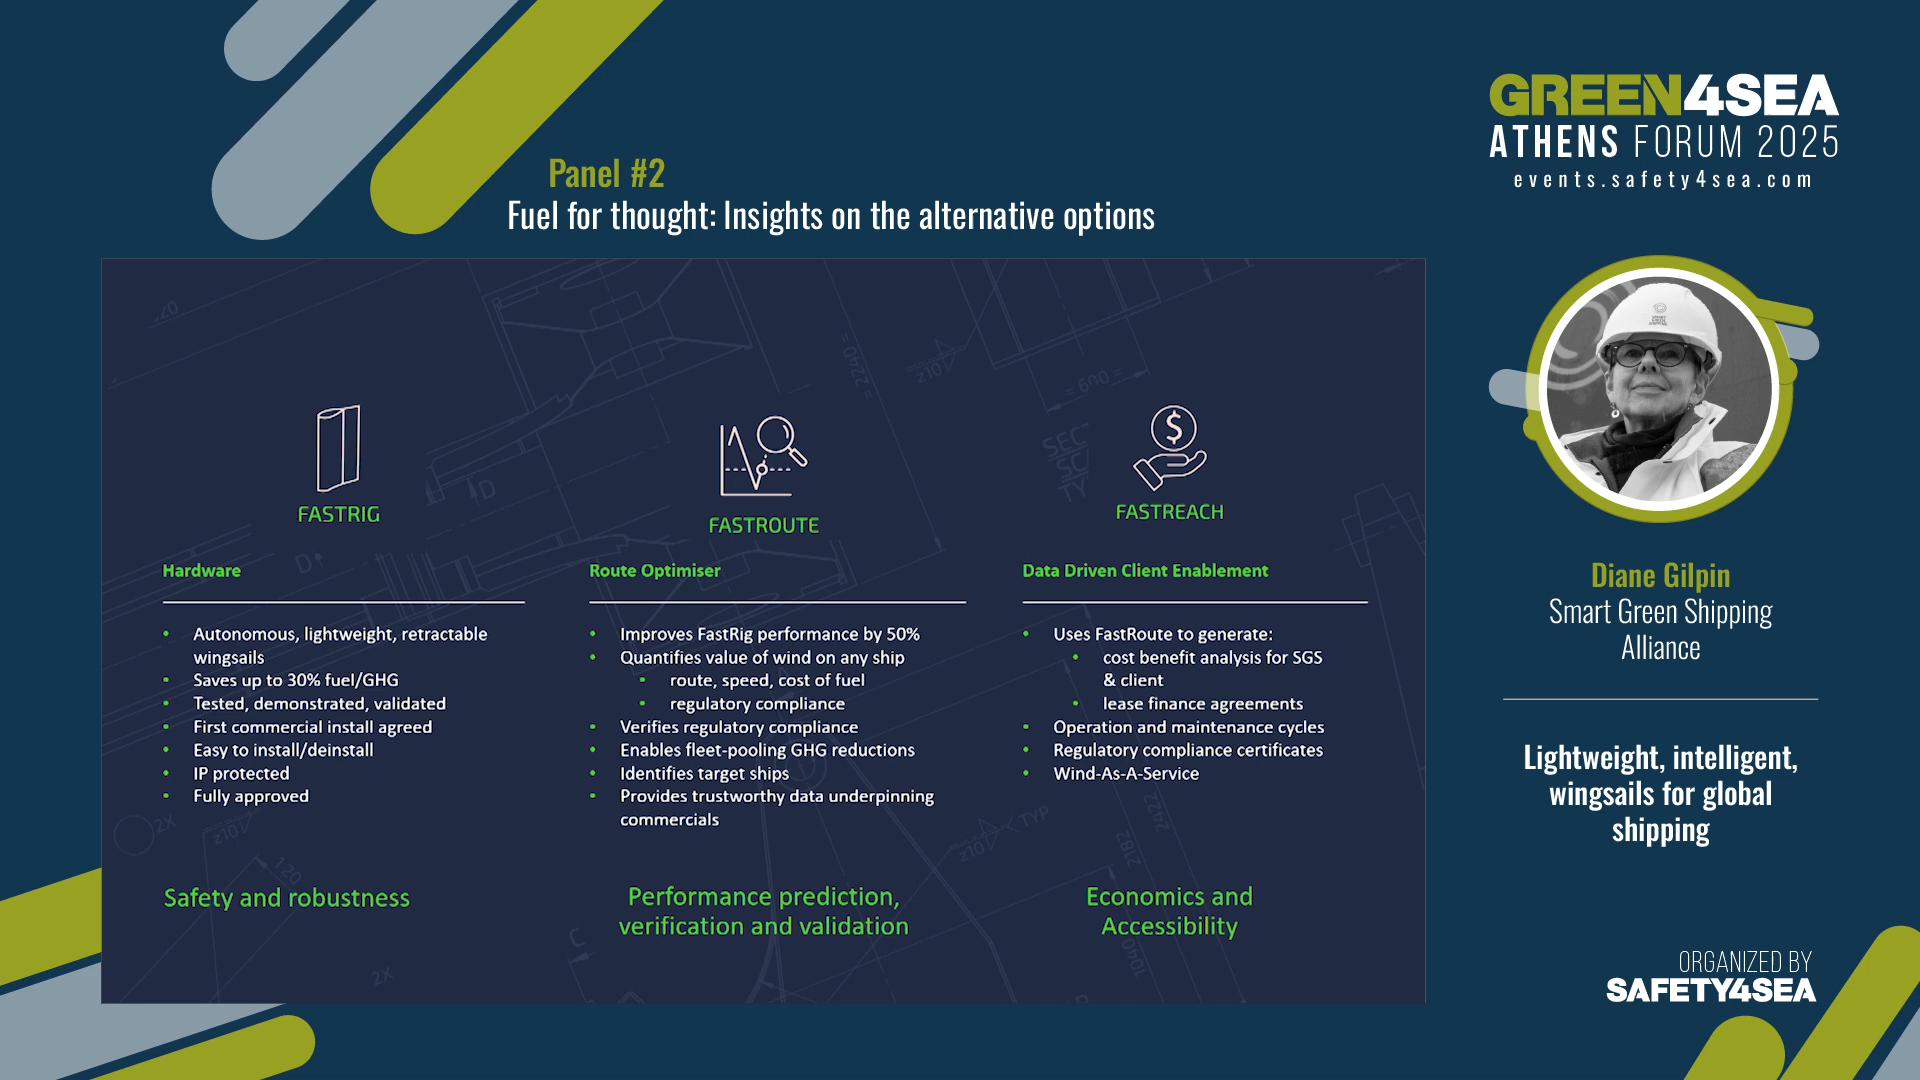 GREEN4SEA
ATHENS FORUM 2025
events.safety4sea.com
Panel #2
Fuel for thought: Insights on the alternative options
FASTRIG
Hardware
Autonomous, lightweight, retractable
wingsails
Saves up to 30% fuel/GHG
Tested, demonstrated, validated
First commercial install agreed
Easy to install/deinstall
IP protected
Fully approved
Safety and robustness
FASTROUTE
Route Optimiser
Improves FastRig performance by 50%
Quantifies value of wind on any ship
route, speed, cost of fuel
regulatory compliance
Verifies regulatory compliance
Enables fleet-pooling GHG reductions
Identifies target ships
Provides trustworthy data underpinning
commercials
Performance prediction,
verification and validation
FASTREACH
Data Driven Client Enablement
Uses FastRoute to generate:
cost benefit analysis for SGS
& client
lease finance agreements
Operation and maintenance cycles
Regulatory compliance certificates
Wind-As-A-Service
Economics and
Accessibility
Diane Gilpin
Smart Green Shipping
Alliance
Lightweight, intelligent,
wingsails for global
shipping
ORGANIZED BY
SAFETY4SEA